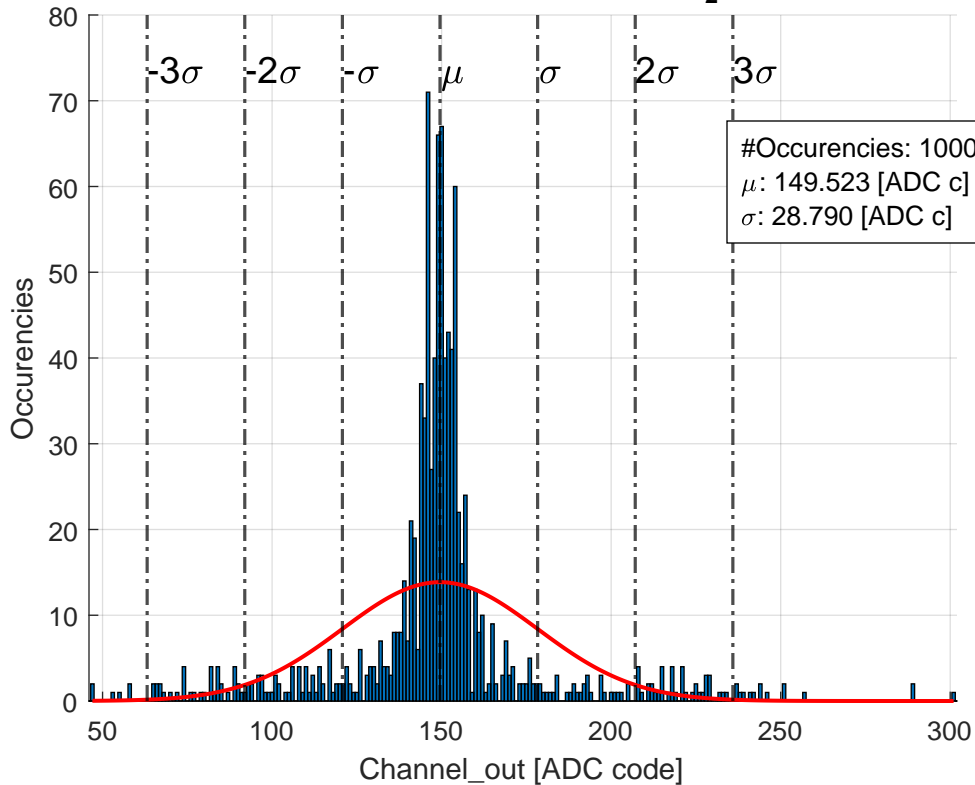 2
80
70
60
50
40
30
20
10
0
-3σ -2σ -σ μ σ 2σ 3σ
#Occurencies: 1000
μ: 149.523 [ADC c]
σ: 28.790 [ADC c]
Occurencies
50 100 150 200 250 300
Channel_out [ADC code]